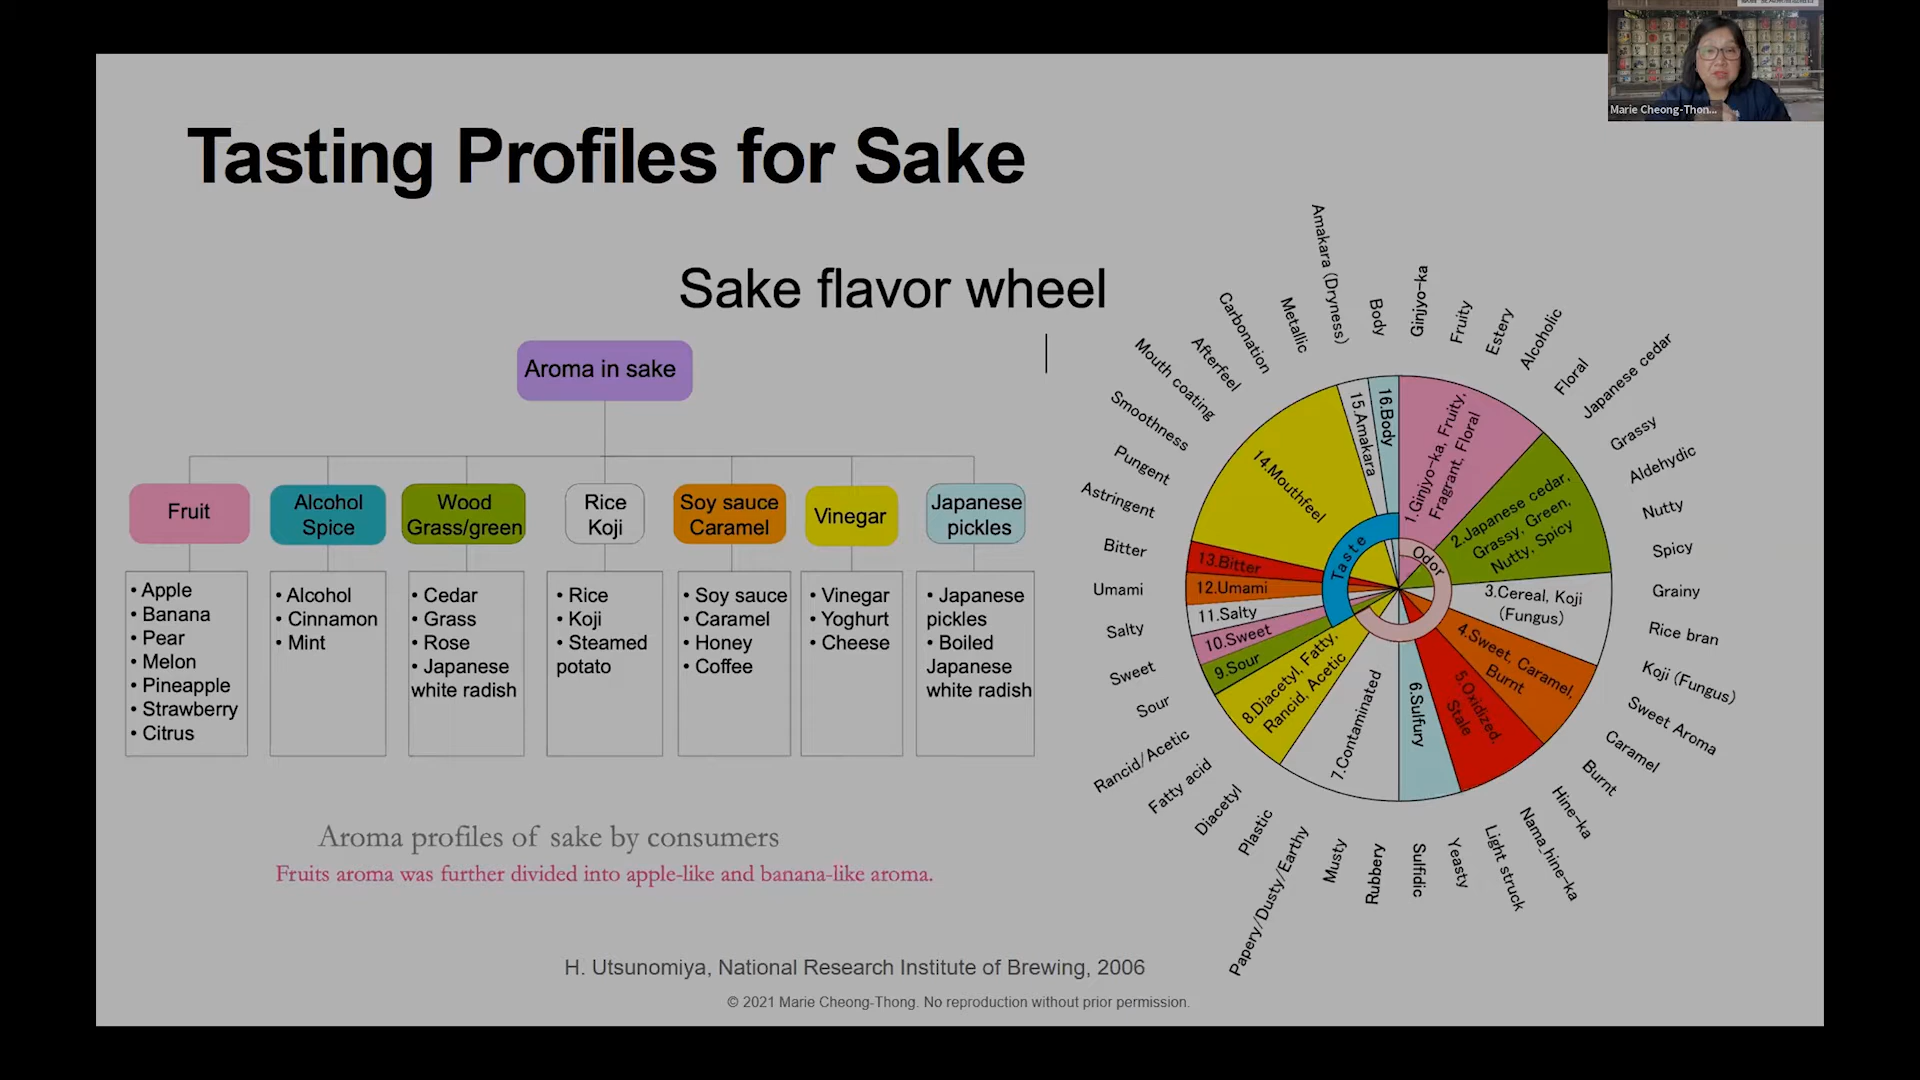 Marie Cheong-Thon...
Tasting Profiles for Sake
Sake flavor wheel
Aroma in sake
Fruit
Alcohol
Spice
Wood
Grass/green
Rice
Koji
Soy sauce
Caramel
Vinegar
Japanese
pickles
• Apple
• Banana
• Pear
• Melon
• Pineapple
• Strawberry
• Citrus
• Alcohol
• Cinnamon
• Mint
• Cedar
• Grass
• Rose
• Japanese
white radish
• Rice
• Koji
• Steamed
potato
• Soy sauce
• Caramel
• Honey
• Coffee
• Vinegar
• Yoghurt
• Cheese
• Japanese
pickles
• Boiled
Japanese
white radish
Aroma profiles of sake by consumers
Fruits aroma was further divided into apple-like and banana-like aroma.
Ginjyo-ka
Fruity
Estery
Alcoholic
Floral
Japanese cedar
Grassy
Aldehydic
Nutty
Spicy
Grainy
Rice bran
Koji (Fungus)
Sweet Aroma
Caramel
Burnt
Hine-ka
Nama_hine-ka
Light struck
Yeasty
Sulfidic
Rubbery
Musty
Papery/Dusty/Earthy
Plastic
Diacetyl
Fatty acid
Rancid/Acetic
Sour
Sweet
Salty
Umami
Bitter
Astringent
Pungent
Smoothness
Mouth coating
Afterfeel
Carbonation
Metallic
Amakara (Dryness)
Body
1.Ginjyo-ka, Fruity,
Fragrant, Floral
2.Japanese cedar,
Grassy, Green,
Nutty, Spicy
3.Cereal, Koji
(Fungus)
4.Sweet, Caramel,
Burnt
5.Oxidized,
Stale
6.Sulfury
7.Contaminated
8.Diacetyl, Fatty,
Rancid, Acetic
9.Sour
10.Sweet
11.Salty
12.Umami
13.Bitter
14.Mouthfeel
15.Amakara
16.Body
Taste
Odor
H. Utsunomiya, National Research Institute of Brewing, 2006
© 2021 Marie Cheong-Thong. No reproduction without prior permission.